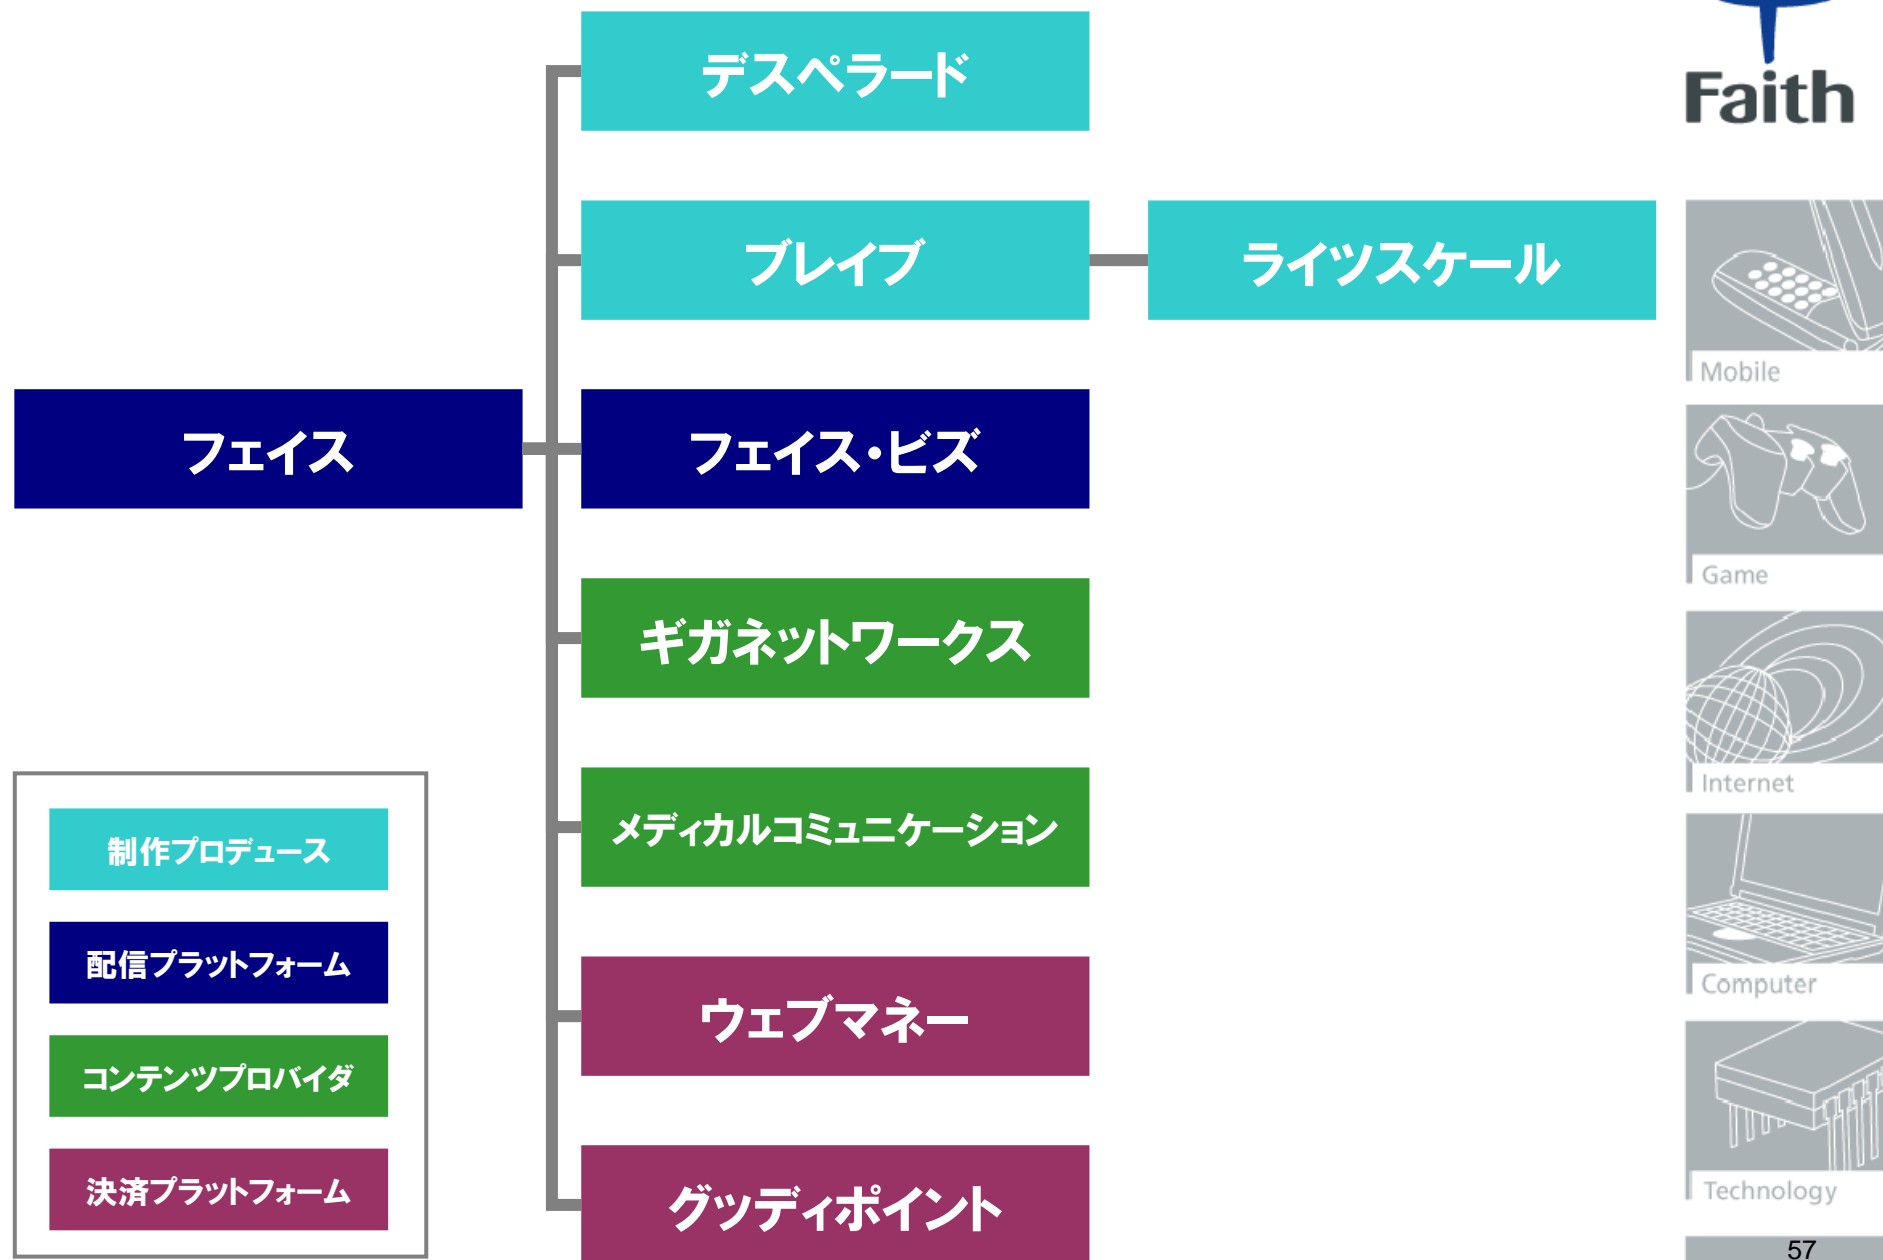 デスペラード
Faith
ブレイブ
ライツスケール
Mobile
フェイス
フェイス・ビズ
Game
ギガネットワークス
Internet
メディカルコミュニケーション
制作プロデュース
配信プラットフォーム
コンテンツプロバイダ
決済プラットフォーム
Computer
ウェブマネー
グッディポイント
Technology
57